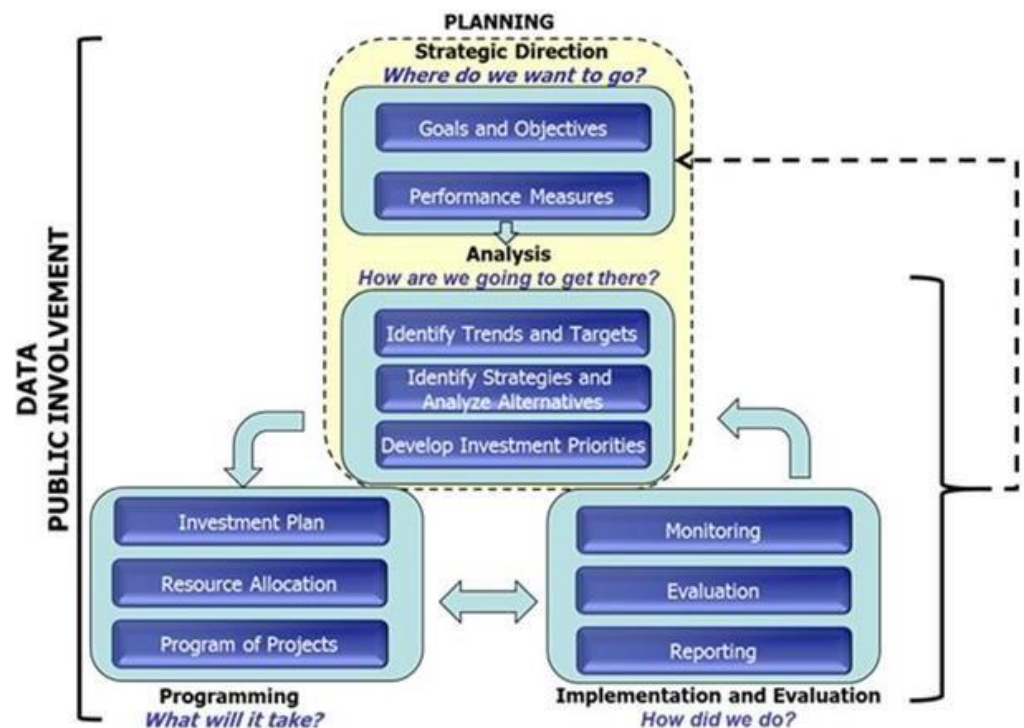 PLANNING
Strategic Direction
Where do we want to go?
Goals and Objectives
Performance Measures
Analysis
How are we going to get there?
Identify Trends and Targets
Identify Strategies and
Analyze Alternatives
Develop Investment Priorities
DATA
PUBLIC INVOLVEMENT
Investment Plan
Resource Allocation
Program of Projects
Programming
What will it take?
Monitoring
Evaluation
Reporting
Implementation and Evaluation
How did we do?